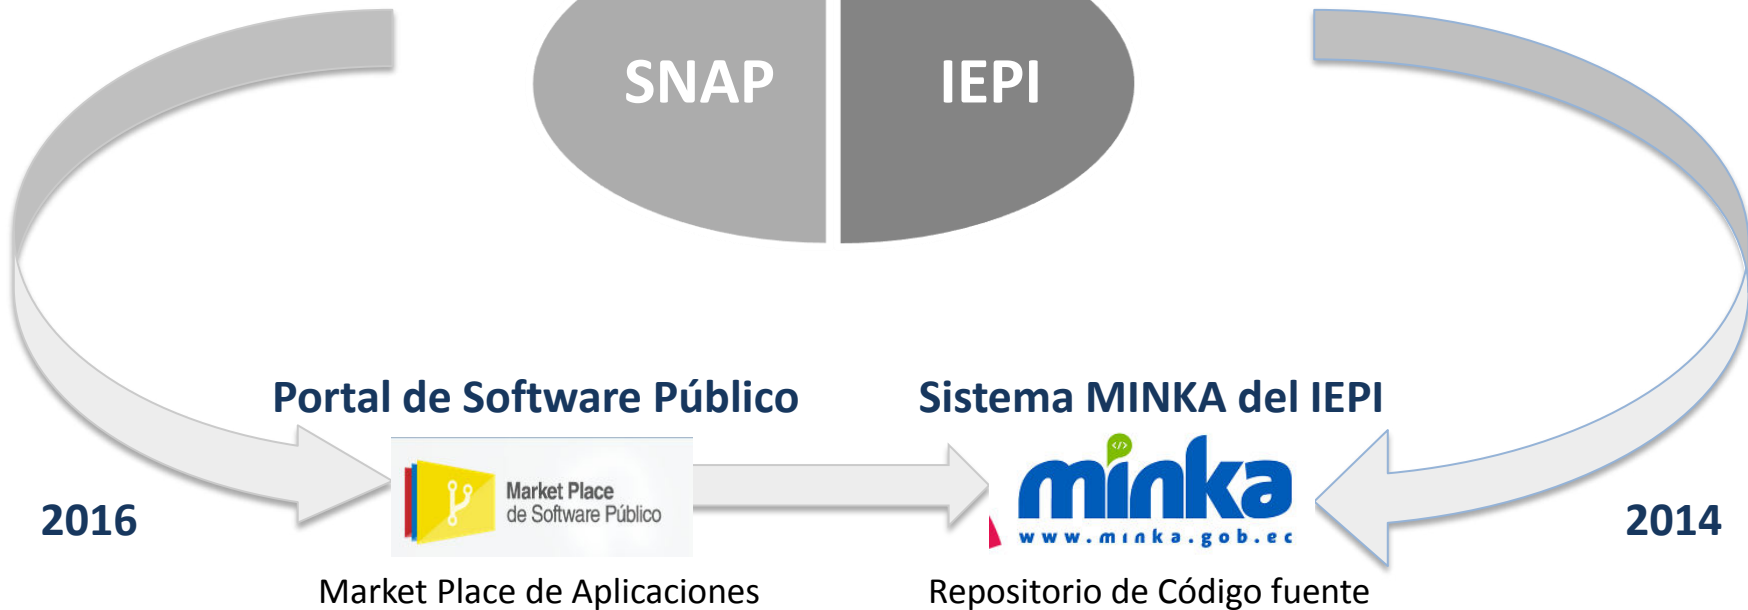 SNAP
IEPI
Portal de Software Público
Sistema MINKA del IEPI
Market Place
de Software Público
</>
minka
www.minka.gob.ec
2016
2014
Market Place de Aplicaciones
Repositorio de Código fuente